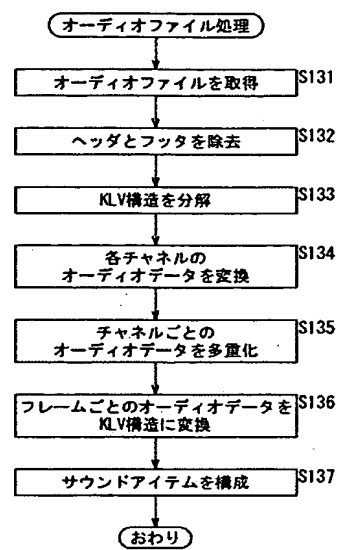 オーディオファイル処理
オーディオファイルを取得
S131
ヘッダとフッタを除去
S132
KLV構造を分解
S133
各チャネルの
オーディオデータを変換
S134
チャネルごとの
オーディオデータを多重化
S135
フレームごとのオーディオデータを
KLV構造に変換
S136
サウンドアイテムを構成
S137
おわり